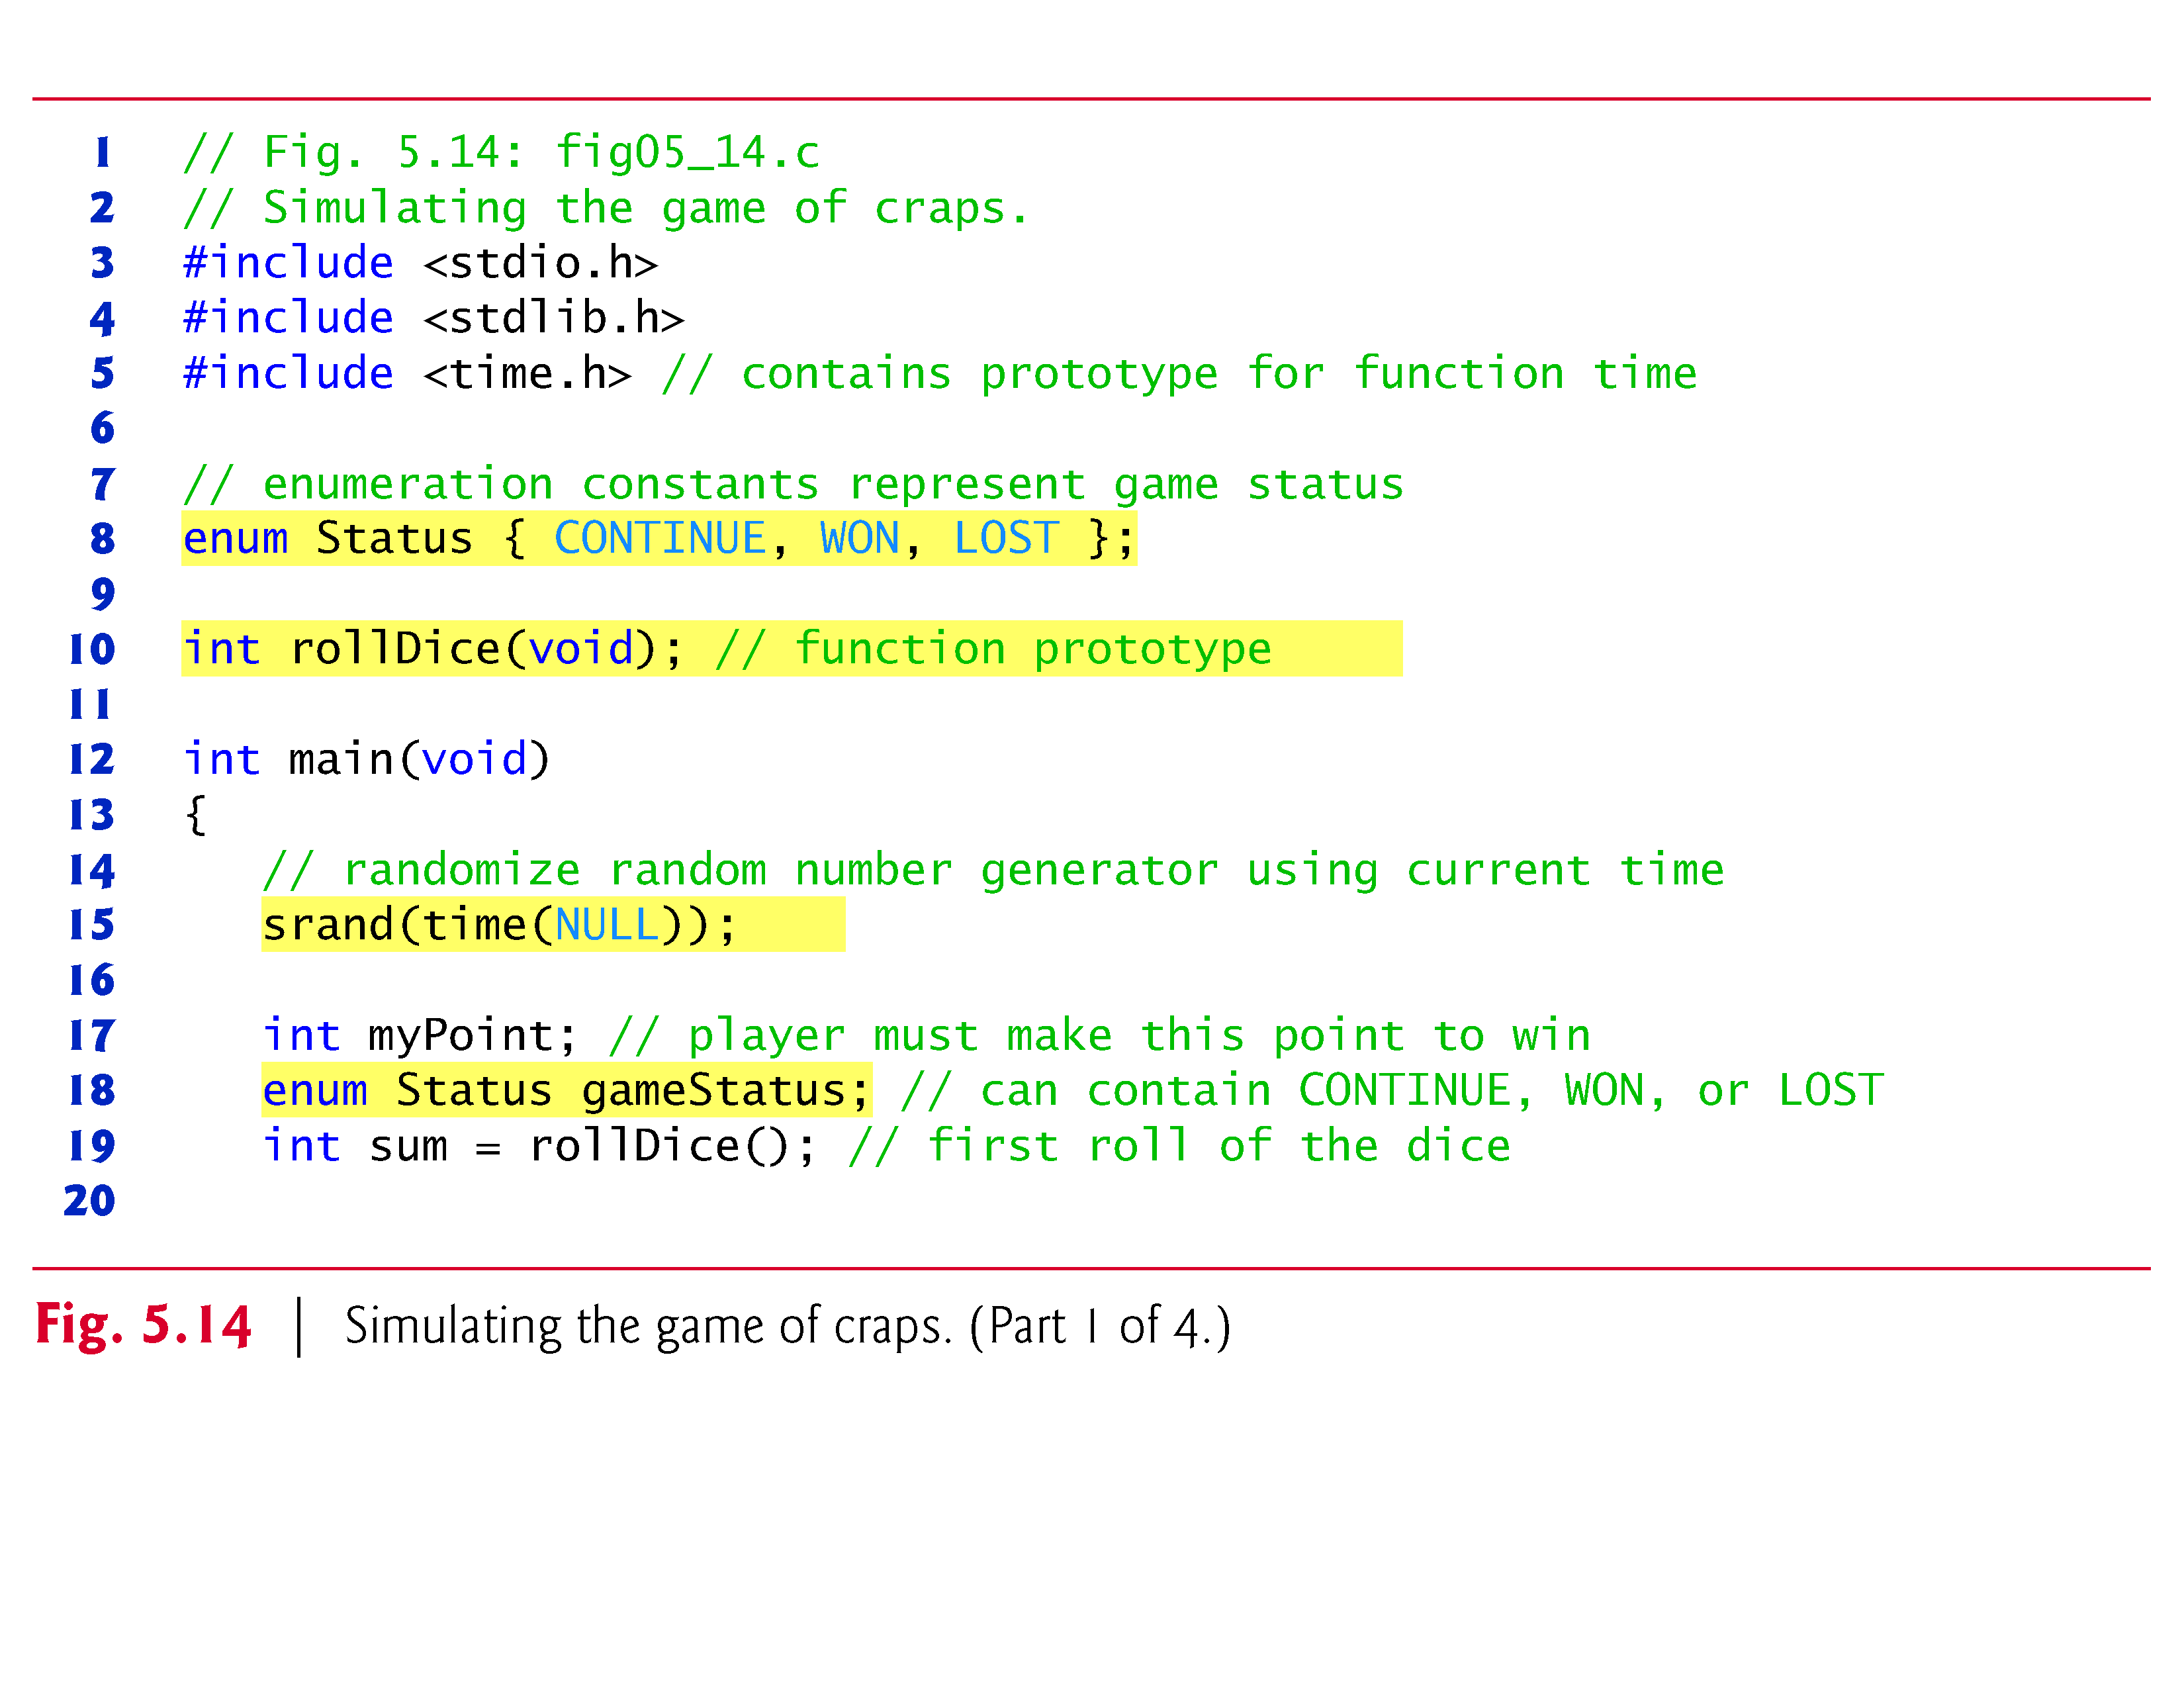 1 // Fig. 5.14: fig05_14.c
2 // Simulating the game of craps.
3 #include <stdio.h>
4 #include <stdlib.h>
5 #include <time.h> // contains prototype for function time
6
7 // enumeration constants represent game status
8 enum Status { CONTINUE, WON, LOST };
9
10 int rollDice(void); // function prototype
11
12 int main(void)
13 {
14 // randomize random number generator using current time
15 srand(time(NULL));
16
17 int myPoint; // player must make this point to win
18 enum Status gameStatus; // can contain CONTINUE, WON, or LOST
19 int sum = rollDice(); // first roll of the dice
20
Fig. 5.14 | Simulating the game of craps. (Part 1 of 4.)